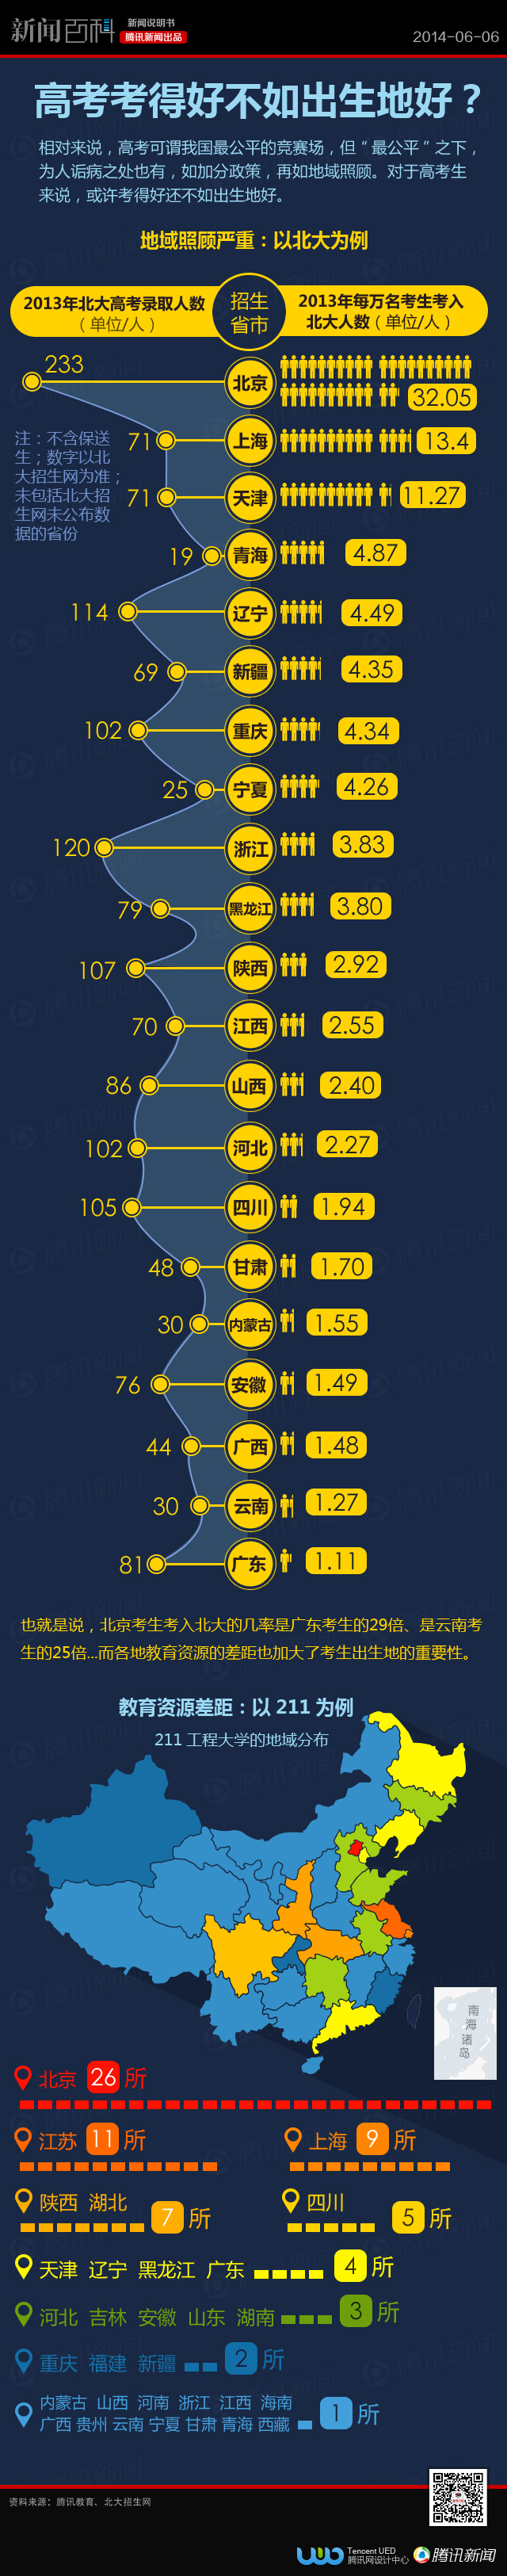 新闻百科
新闻说明书
腾讯新闻出品
2014-06-06
高考考得好不如出生地好？
相对来说，高考可谓我国最公平的竞赛场，但“最公平”之下，
为人诟病之处也有，如加分政策，再如地域照顾。对于高考生
来说，或许考得好还不如出生地好。
地域照顾严重：以北大为例
2013年北大高考录取人数
（单位/人）
招生
省市
2013年每万名考生考入
北大人数（单位/人）
233 北京 32.05
注：不含保送
生；数字以北
大招生网为准；
未包括北大招
生网未公布数
据的省份
71 上海 13.4
71 天津 11.27
19 青海 4.87
114 辽宁 4.49
69 新疆 4.35
102 重庆 4.34
25 宁夏 4.26
120 浙江 3.83
79 黑龙江 3.80
107 陕西 2.92
70 江西 2.55
86 山西 2.40
102 河北 2.27
105 四川 1.94
48 甘肃 1.70
30 内蒙古 1.55
76 安徽 1.49
44 广西 1.48
30 云南 1.27
81 广东 1.11
也就是说，北京考生考入北大的几率是广东考生的29倍、是云南考
生的25倍...而各地教育资源的差距也加大了考生出生地的重要性。
教育资源差距：以 211 为例
211 工程大学的地域分布
南
海
诸
岛
北京 26 所
江苏 11 所
上海 9 所
陕西 湖北 7 所
四川 5 所
天津 辽宁 黑龙江 广东 4 所
河北 吉林 安徽 山东 湖南 3 所
重庆 福建 新疆 2 所
内蒙古 山西 河南 浙江 江西 海南
广西 贵州 云南 宁夏 甘肃 青海 西藏 1 所
资料来源：腾讯教育、北大招生网
Tencent UED
腾讯网设计中心
腾讯新闻